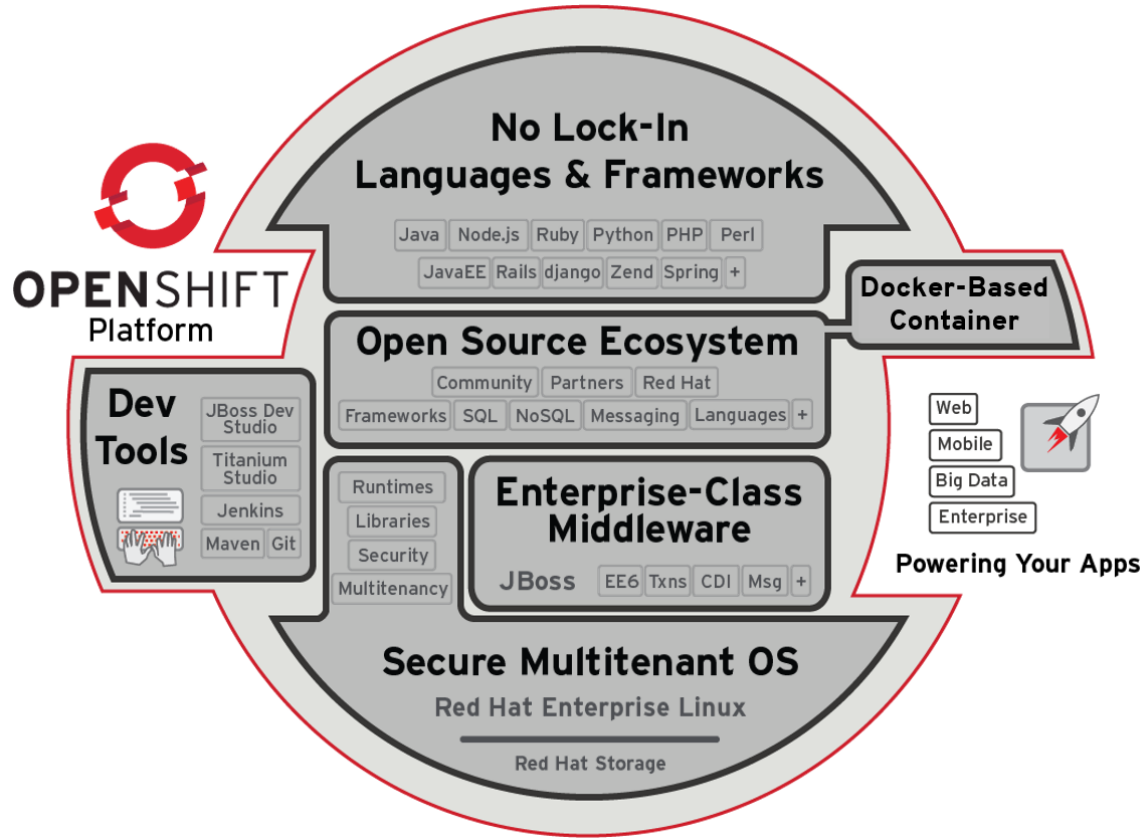 No Lock-In
Languages & Frameworks
Java Node.js Ruby Python PHP Perl
JavaEE Rails django Zend Spring +
OPENSHIFT
Platform
Docker-Based
Container
Open Source Ecosystem
Community Partners Red Hat
Frameworks SQL NoSQL Messaging Languages +
Dev
Tools
JBoss Dev
Studio
Titanium
Studio
Jenkins
Maven Git
Runtimes
Libraries
Security
Multitenancy
Enterprise-Class
Middleware
JBoss EE6 Txns CDI Msg +
Web
Mobile
Big Data
Enterprise
Powering Your Apps
Secure Multitenant OS
Red Hat Enterprise Linux
Red Hat Storage